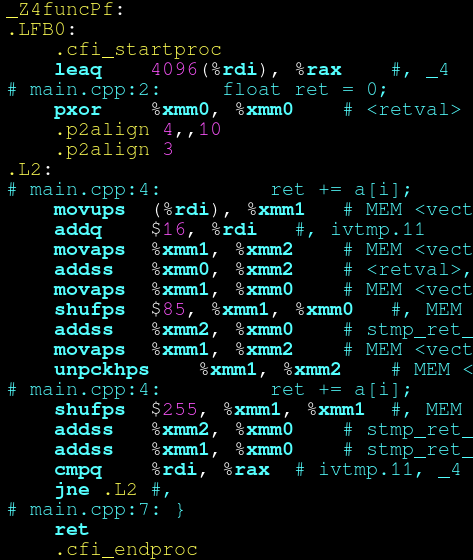 _Z4funcPf:
.LFB0:
    .cfi_startproc
    leaq    4096(%rdi), %rax    #, _4
# main.cpp:2:     float ret = 0;
    pxor    %xmm0, %xmm0    # <retval>
    .p2align 4,,10
    .p2align 3
.L2:
# main.cpp:4:         ret += a[i];
    movups  (%rdi), %xmm1   # MEM <vect
    addq    $16, %rdi   #, ivtmp.11
    movaps  %xmm1, %xmm2    # MEM <vect
    addss   %xmm0, %xmm2    # <retval>,
    movaps  %xmm1, %xmm0    # MEM <vect
    shufps  $85, %xmm1, %xmm0   #, MEM
    addss   %xmm2, %xmm0    # stmp_ret_
    movaps  %xmm1, %xmm2    # MEM <vect
    unpckhps    %xmm1, %xmm2    # MEM <
# main.cpp:4:         ret += a[i];
    shufps  $255, %xmm1, %xmm1  #, MEM
    addss   %xmm2, %xmm0    # stmp_ret_
    addss   %xmm1, %xmm0    # stmp_ret_
    cmpq    %rdi, %rax  # ivtmp.11, _4
    jne .L2 #,
# main.cpp:7: }
    ret
    .cfi_endproc